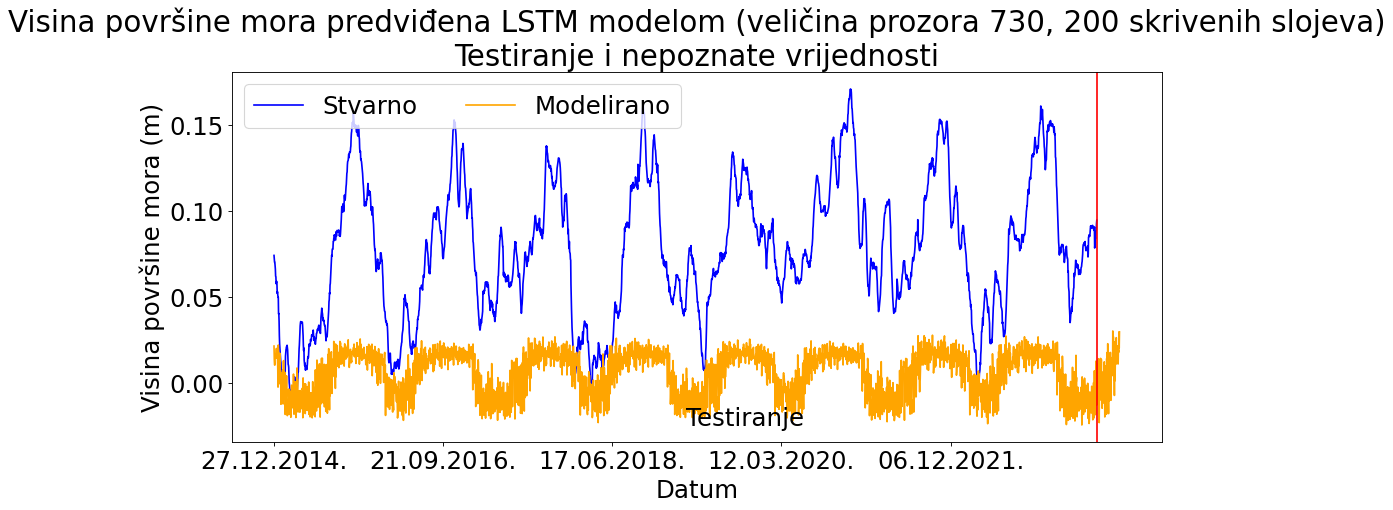 Visina površine mora predviđena LSTM modelom (veličina prozora 730, 200 skrivenih slojeva)
Testiranje i nepoznate vrijednosti
Stvarno
Modelirano
Visina površine mora (m)
0.15
0.10
0.05
0.00
Testiranje
27.12.2014.
21.09.2016.
17.06.2018.
12.03.2020.
06.12.2021.
Datum